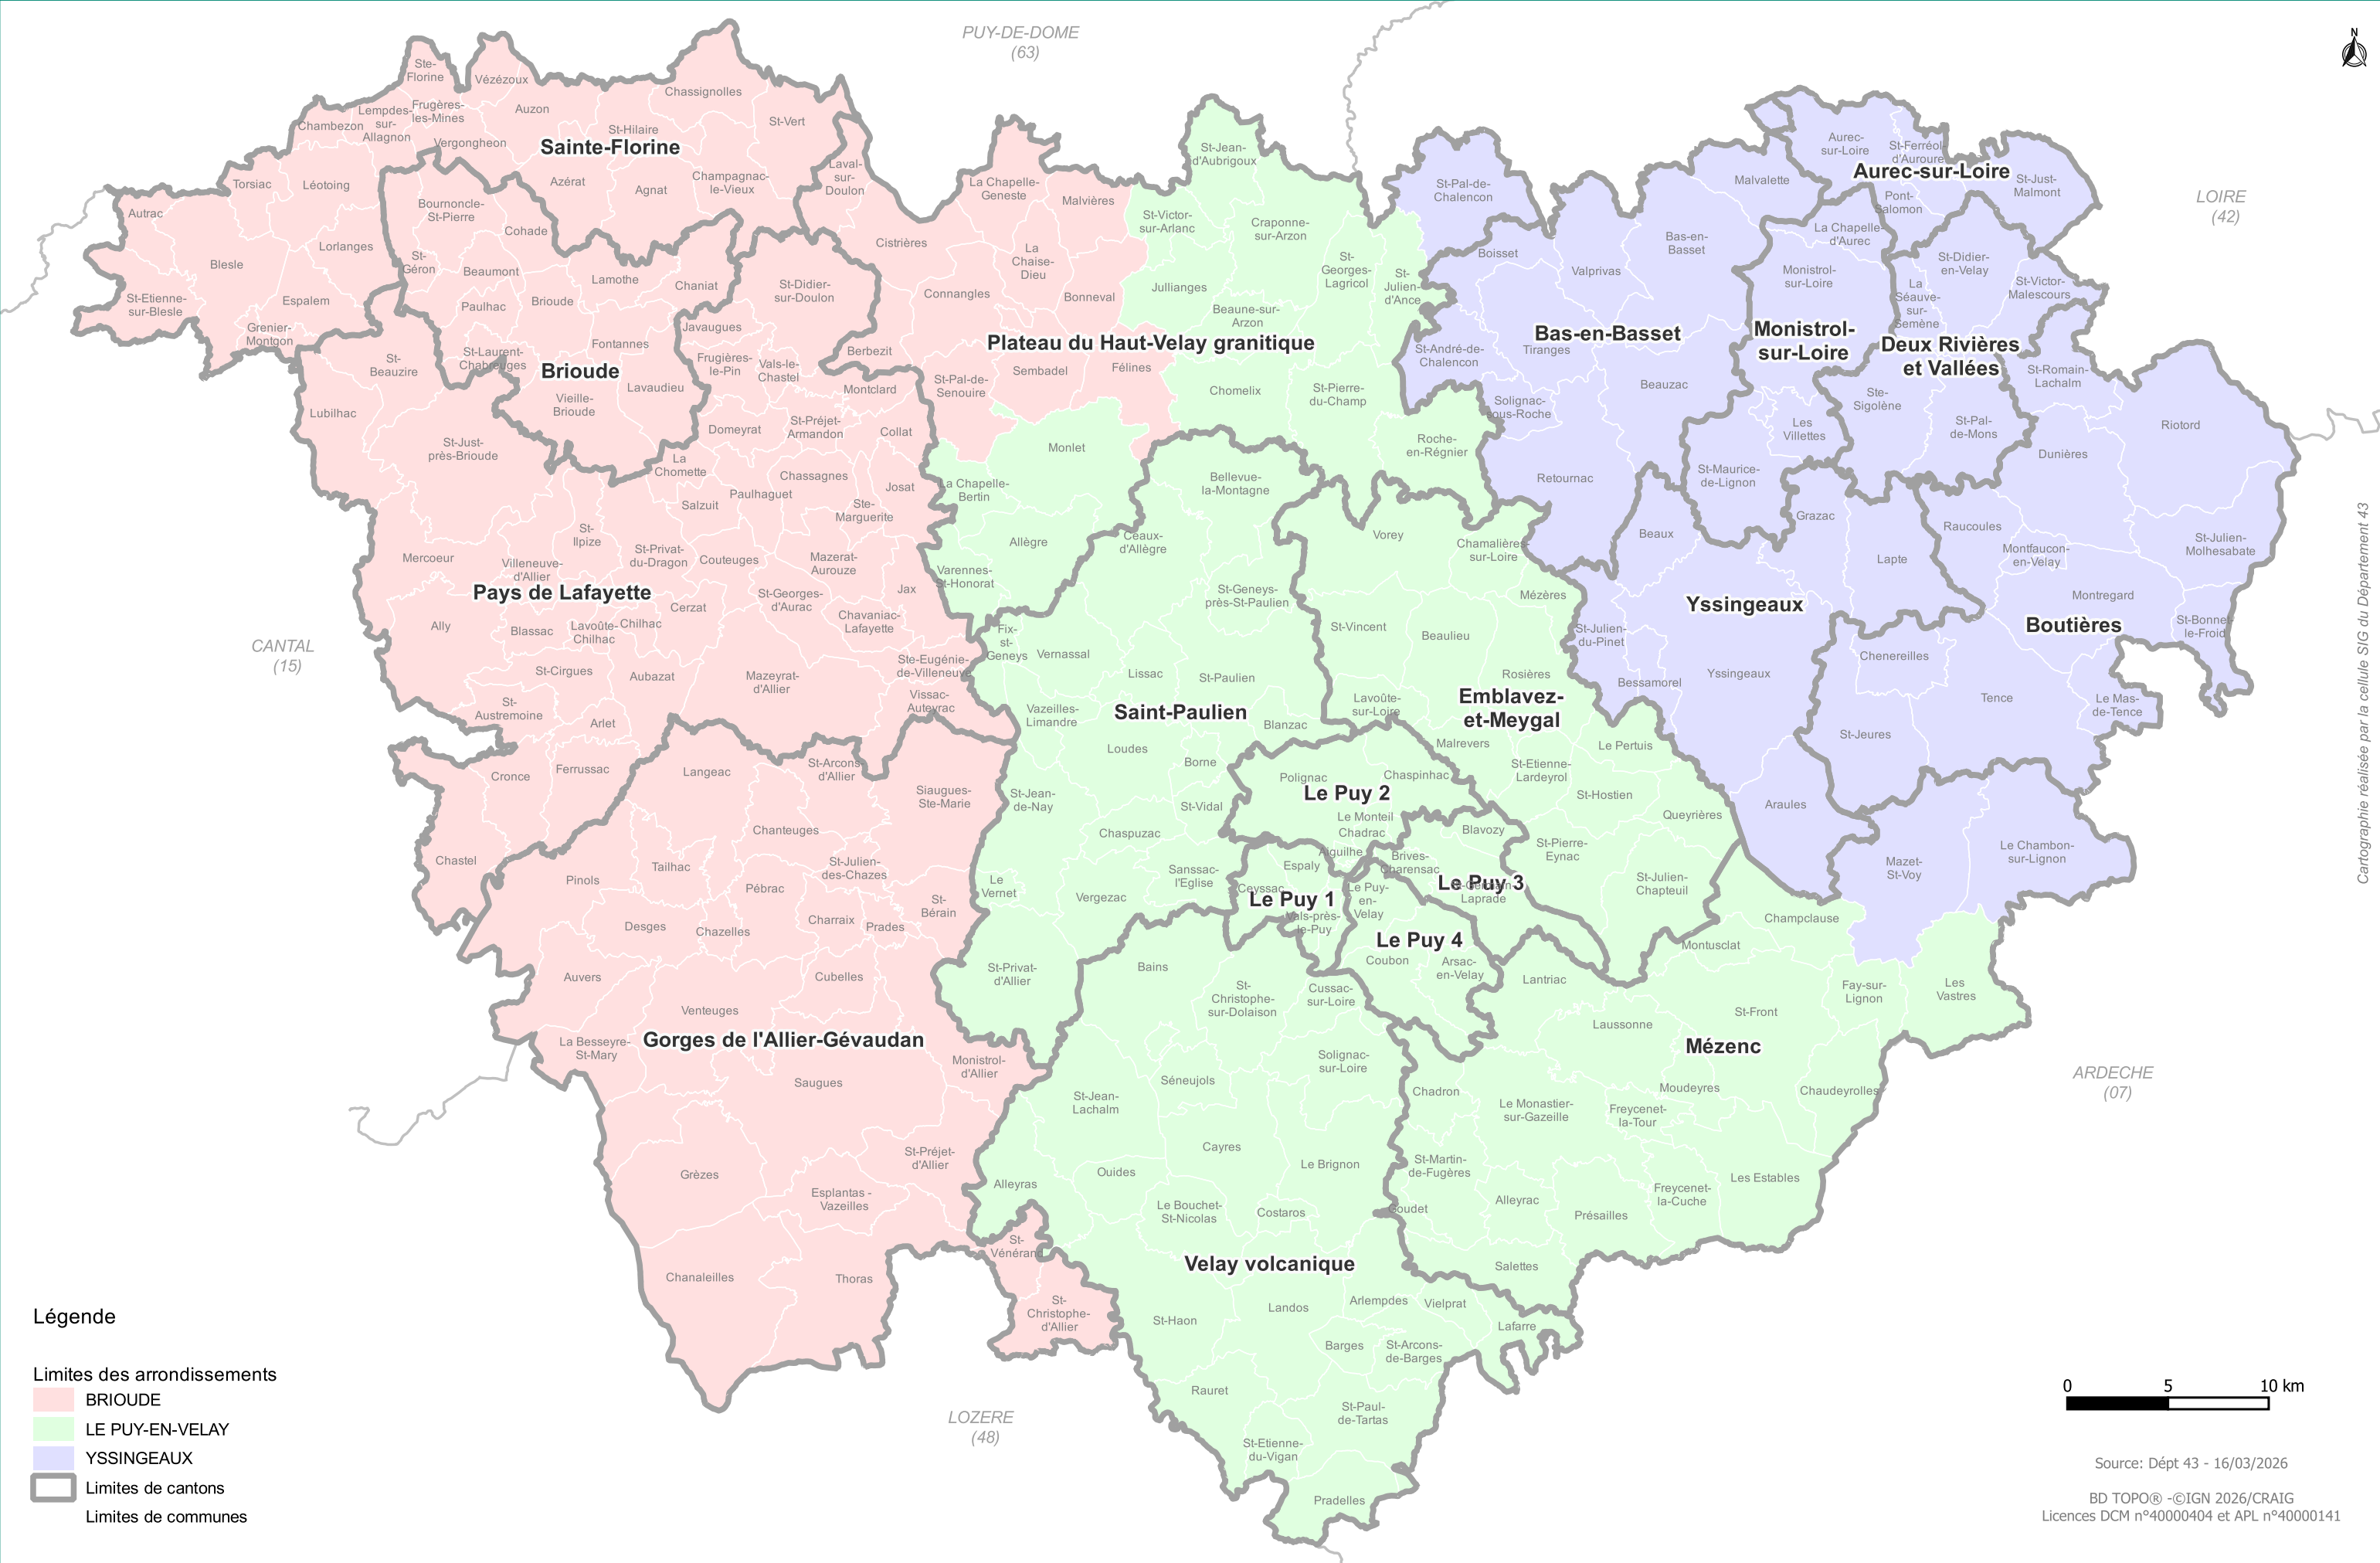 PUY-DE-DOME
(63)
N
LOIRE
(42)
CANTAL
(15)
ARDECHE
(07)
LOZERE
(48)
Ste-
Florine
Vézézoux
Chambezon
Lempdes-
sur-
Allagnon
Frugères-
les-Mines
Auzon
Vergongheon
St-Hilaire
Chassignolles
St-Vert
Sainte-Florine
Azérat
Agnat
Champagnac-
le-Vieux
Laval-
sur-
Doulon
Torsiac
Léotoing
Autrac
Blesle
Lorlanges
St-Etienne-
sur-Blesle
Espalem
Grenier-
Montgon
Bournoncle-
St-Pierre
Cohade
St-
Géron
Beaumont
Lamothe
Chaniat
Paulhac
Brioude
St-Laurent-
Chabreuges
Fontannes
Brioude
Lavaudieu
Vieille-
Brioude
St-Didier-
sur-Doulon
Javaugues
Frugières-
le-Pin
Vals-le-
Chastel
Berbezit
Montclard
Domeyrat
St-Préjet-
Armandon
Collat
St-
Beauzire
Lubilhac
St-Just-
près-Brioude
La
Chomette
Chassagnes
Josat
Paulhaguet
Salzuit
Ste-
Marguerite
St-
Ilpize
Mercoeur
Villeneuve-
d'Allier
St-Privat-
du-Dragon
Couteuges
Mazerat-
Aurouze
Pays de Lafayette
Jax
St-Georges-
d'Aurac
Cerzat
Chavaniac-
Lafayette
Ally
Blassac
Lavoûte-
Chilhac
Chilhac
St-Cirgues
Aubazat
Mazeyrat-
d'Allier
Ste-Eugénie-
de-Villeneuve
Vissac-
Auteyrac
St-
Austremoine
Arlet
Cronce
Ferrussac
Chastel
Langeac
St-Arcons-
d'Allier
Siaugues-
Ste-Marie
Chanteuges
Pinols
Tailhac
St-Julien-
des-Chazes
Pébrac
St-
Bérain
Desges
Chazelles
Charraix
Prades
Auvers
Cubelles
Venteuges
La Besseyre-
St-Mary
Gorges de l'Allier-Gévaudan
Monistrol-
d'Allier
Saugues
Grèzes
St-Préjet-
d'Allier
Esplantas -
Vazeilles
Chanaleilles
Thoras
St-
Vénérand
St-
Christophe-
d'Allier
La Chapelle-
Geneste
Malvières
Cistrières
La
Chaise-
Dieu
Connangles
Bonneval
St-Jean-
d'Aubrigoux
St-Victor-
sur-Arlanc
Craponne-
sur-Arzon
St-
Georges-
Lagricol
St-
Julien-
d'Ance
Jullianges
Beaune-sur-
Arzon
Plateau du Haut-Velay granitique
St-Pal-de-
Senouire
Sembadel
Félines
Chomelix
St-Pierre-
du-Champ
Roche-
en-Régnier
Monlet
La Chapelle-
Bertin
Allègre
Varennes-
St-Honorat
Bellevue-
la-Montagne
Céaux-
d'Allègre
St-Geneys-
près-St-Paulien
Fix-
st-
Geneys
Vernassal
Lissac
St-Paulien
Vazeilles-
Limandre
Saint-Paulien
Blanzac
Loudes
Borne
St-Jean-
de-Nay
St-Vidal
Chaspuzac
Le
Vernet
Sanssac-
l'Eglise
Vergezac
St-Privat-
d'Allier
Vorey
Chamalières-
sur-Loire
Mézères
St-Vincent
Beaulieu
Rosières
Lavoûte-
sur-Loire
Emblavez-
et-Meygal
Malrevers
Le Pertuis
St-Etienne-
Lardeyrol
St-Hostien
Queyrières
St-Pierre-
Eynac
St-Julien-
Chapteuil
Polignac
Chaspinhac
Le Puy 2
Le Monteil
Chadrac
Blavozy
Aiguilhe
Espaly
Brives-
Charensac
Ceyssac
Le Puy 3
St-Germain-
Laprade
Le Puy 1
Le Puy-
en-
Velay
Vals-près-
le-Puy
Le Puy 4
Coubon
Arsac-
en-Velay
Bains
St-
Christophe-
sur-Dolaison
Cussac-
sur-Loire
Solignac-
sur-Loire
St-Jean-
Lachalm
Séneujols
Cayres
Le Brignon
Ouides
Alleyras
Le Bouchet-
St-Nicolas
Costaros
Velay volcanique
Landos
Arlempdes
Vielprat
St-Haon
Lafarre
Barges
St-Arcons-
de-Barges
Rauret
St-Paul-
de-Tartas
St-Etienne-
du-Vigan
Pradelles
Champclause
Montusclat
Lantriac
Fay-sur-
Lignon
Les
Vastres
St-Front
Laussonne
Mézenc
Chadron
Moudeyres
Chaudeyrolles
Le Monastier-
sur-Gazeille
Freycenet-
la-Tour
St-Martin-
de-Fugères
Les Estables
Goudet
Alleyrac
Freycenet-
la-Cuche
Présailles
Salettes
St-Pal-de-
Chalencon
Boisset
Valprivas
Bas-en-
Basset
Malvalette
St-André-de-
Chalencon
Tiranges
Bas-en-Basset
Beauzac
Solignac-
sous-Roche
Retournac
Aurec-
sur-Loire
St-Ferréol-
d'Auroure
Aurec-sur-Loire
St-Just-
Malmont
Pont-
Salomon
La Chapelle-
d'Aurec
Monistrol-
sur-Loire
Monistrol-
sur-Loire
Les
Villettes
St-Maurice-
de-Lignon
St-Didier-
en-Velay
St-Victor-
Malescours
La
Séauve-
sur-
Semène
Deux Rivières
et Vallées
Ste-
Sigolène
St-Pal-
de-Mons
St-Romain-
Lachalm
Riotord
Dunières
Raucoules
Montfaucon-
en-Velay
St-Julien-
Molhesabate
Montregard
Boutières
St-Bonnet-
le-Froid
Chenereilles
Tence
Le Mas-
de-Tence
St-Jeures
Mazet-
St-Voy
Le Chambon-
sur-Lignon
Beaux
Grazac
Lapte
Yssingeaux
St-Julien-
du-Pinet
Bessamorel
Yssingeaux
Araules
Légende
Limites des arrondissements
BRIOUDE
LE PUY-EN-VELAY
YSSINGEAUX
Limites de cantons
Limites de communes
0 5 10 km
Source: Dépt 43 - 16/03/2026
BD TOPO® -©IGN 2026/CRAIG
Licences DCM n°40000404 et APL n°40000141
Cartographie réalisée par la cellule SIG du Département 43